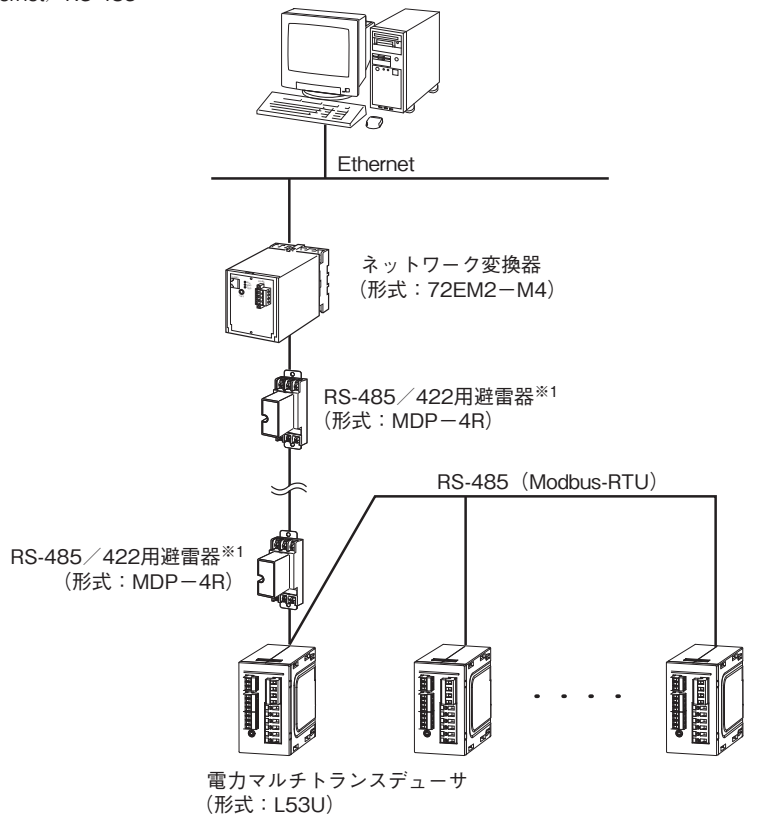 Ethernet
ネットワーク変換器
（形式：72EM2－M4）
RS-485／422用避雷器※1
（形式：MDP－4R）
RS-485（Modbus-RTU）
RS-485／422用避雷器※1
（形式：MDP－4R）
電力マルチトランスデューサ
（形式：L53U）